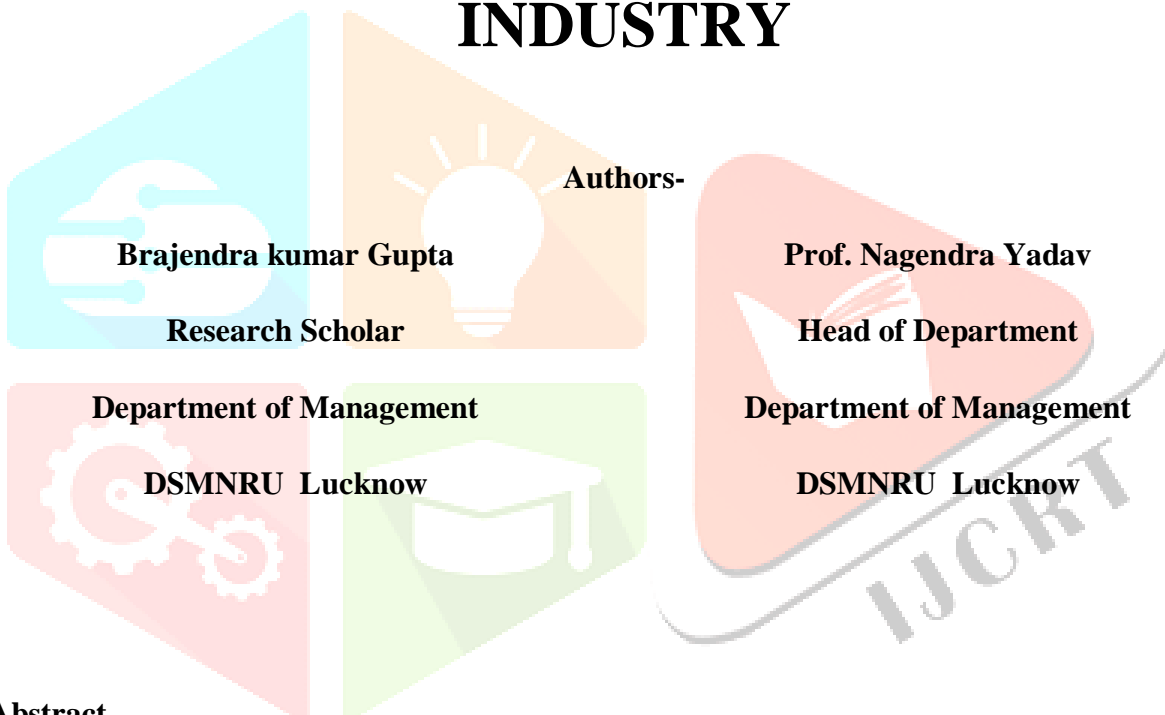 INDUSTRY
Authors-
Brajendra kumar Gupta
Prof. Nagendra Yadav
Research Scholar
Head of Department
Department of Management
Department of Management
DSMNRU Lucknow
DSMNRU Lucknow
IJCRT
Abstract